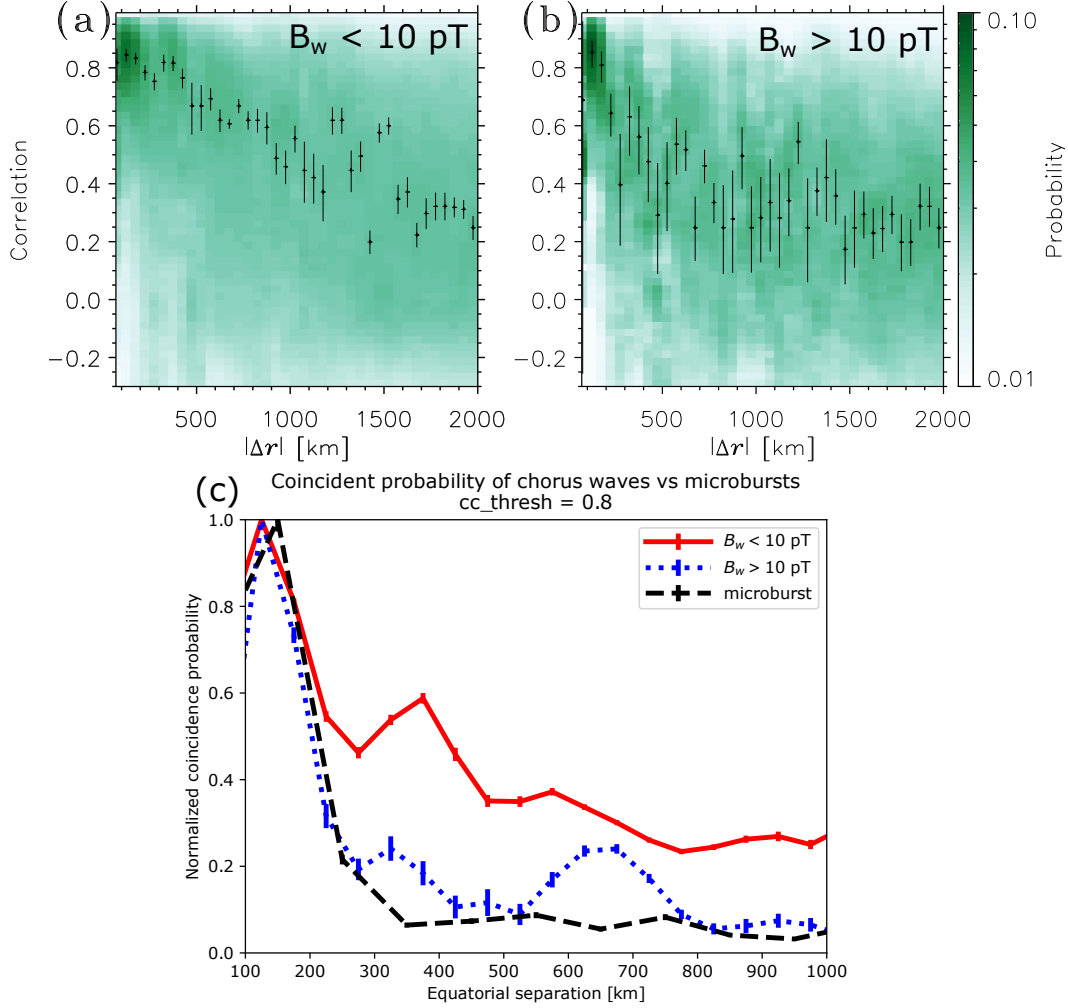 (a)
B_w < 10 pT
(b)
B_w > 10 pT
Correlation
0.8
0.6
0.4
0.2
0.0
−0.2
500 1000 1500 2000
|Δr| [km]
0.8
0.6
0.4
0.2
0.0
−0.2
500 1000 1500 2000
|Δr| [km]
0.10
Probability
0.01
(c)
Coincident probability of chorus waves vs microbursts
cc_thresh = 0.8
B_w < 10 pT
B_w > 10 pT
microburst
Normalized coincidence probability
1.0
0.8
0.6
0.4
0.2
0.0
100 200 300 400 500 600 700 800 900 1000
Equatorial separation [km]